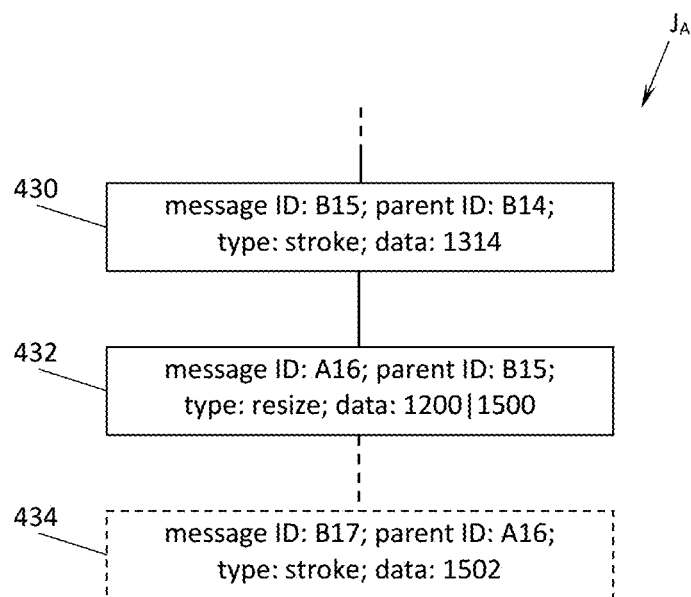 J_A
430
message ID: B15; parent ID: B14;
type: stroke; data: 1314
432
message ID: A16; parent ID: B15;
type: resize; data: 1200|1500
434
message ID: B17; parent ID: A16;
type: stroke; data: 1502